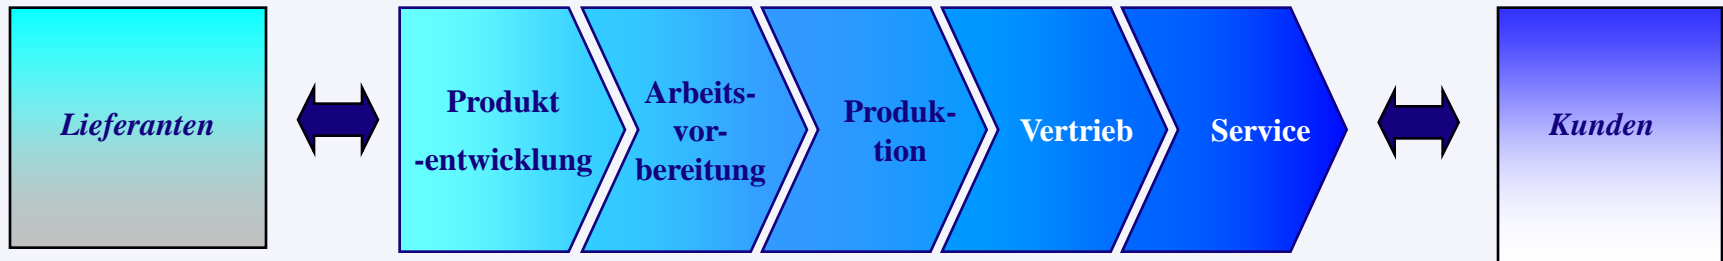 Lieferanten
Produkt
-entwicklung
Arbeits-
vor-
bereitung
Produk-
tion
Vertrieb
Service
Kunden